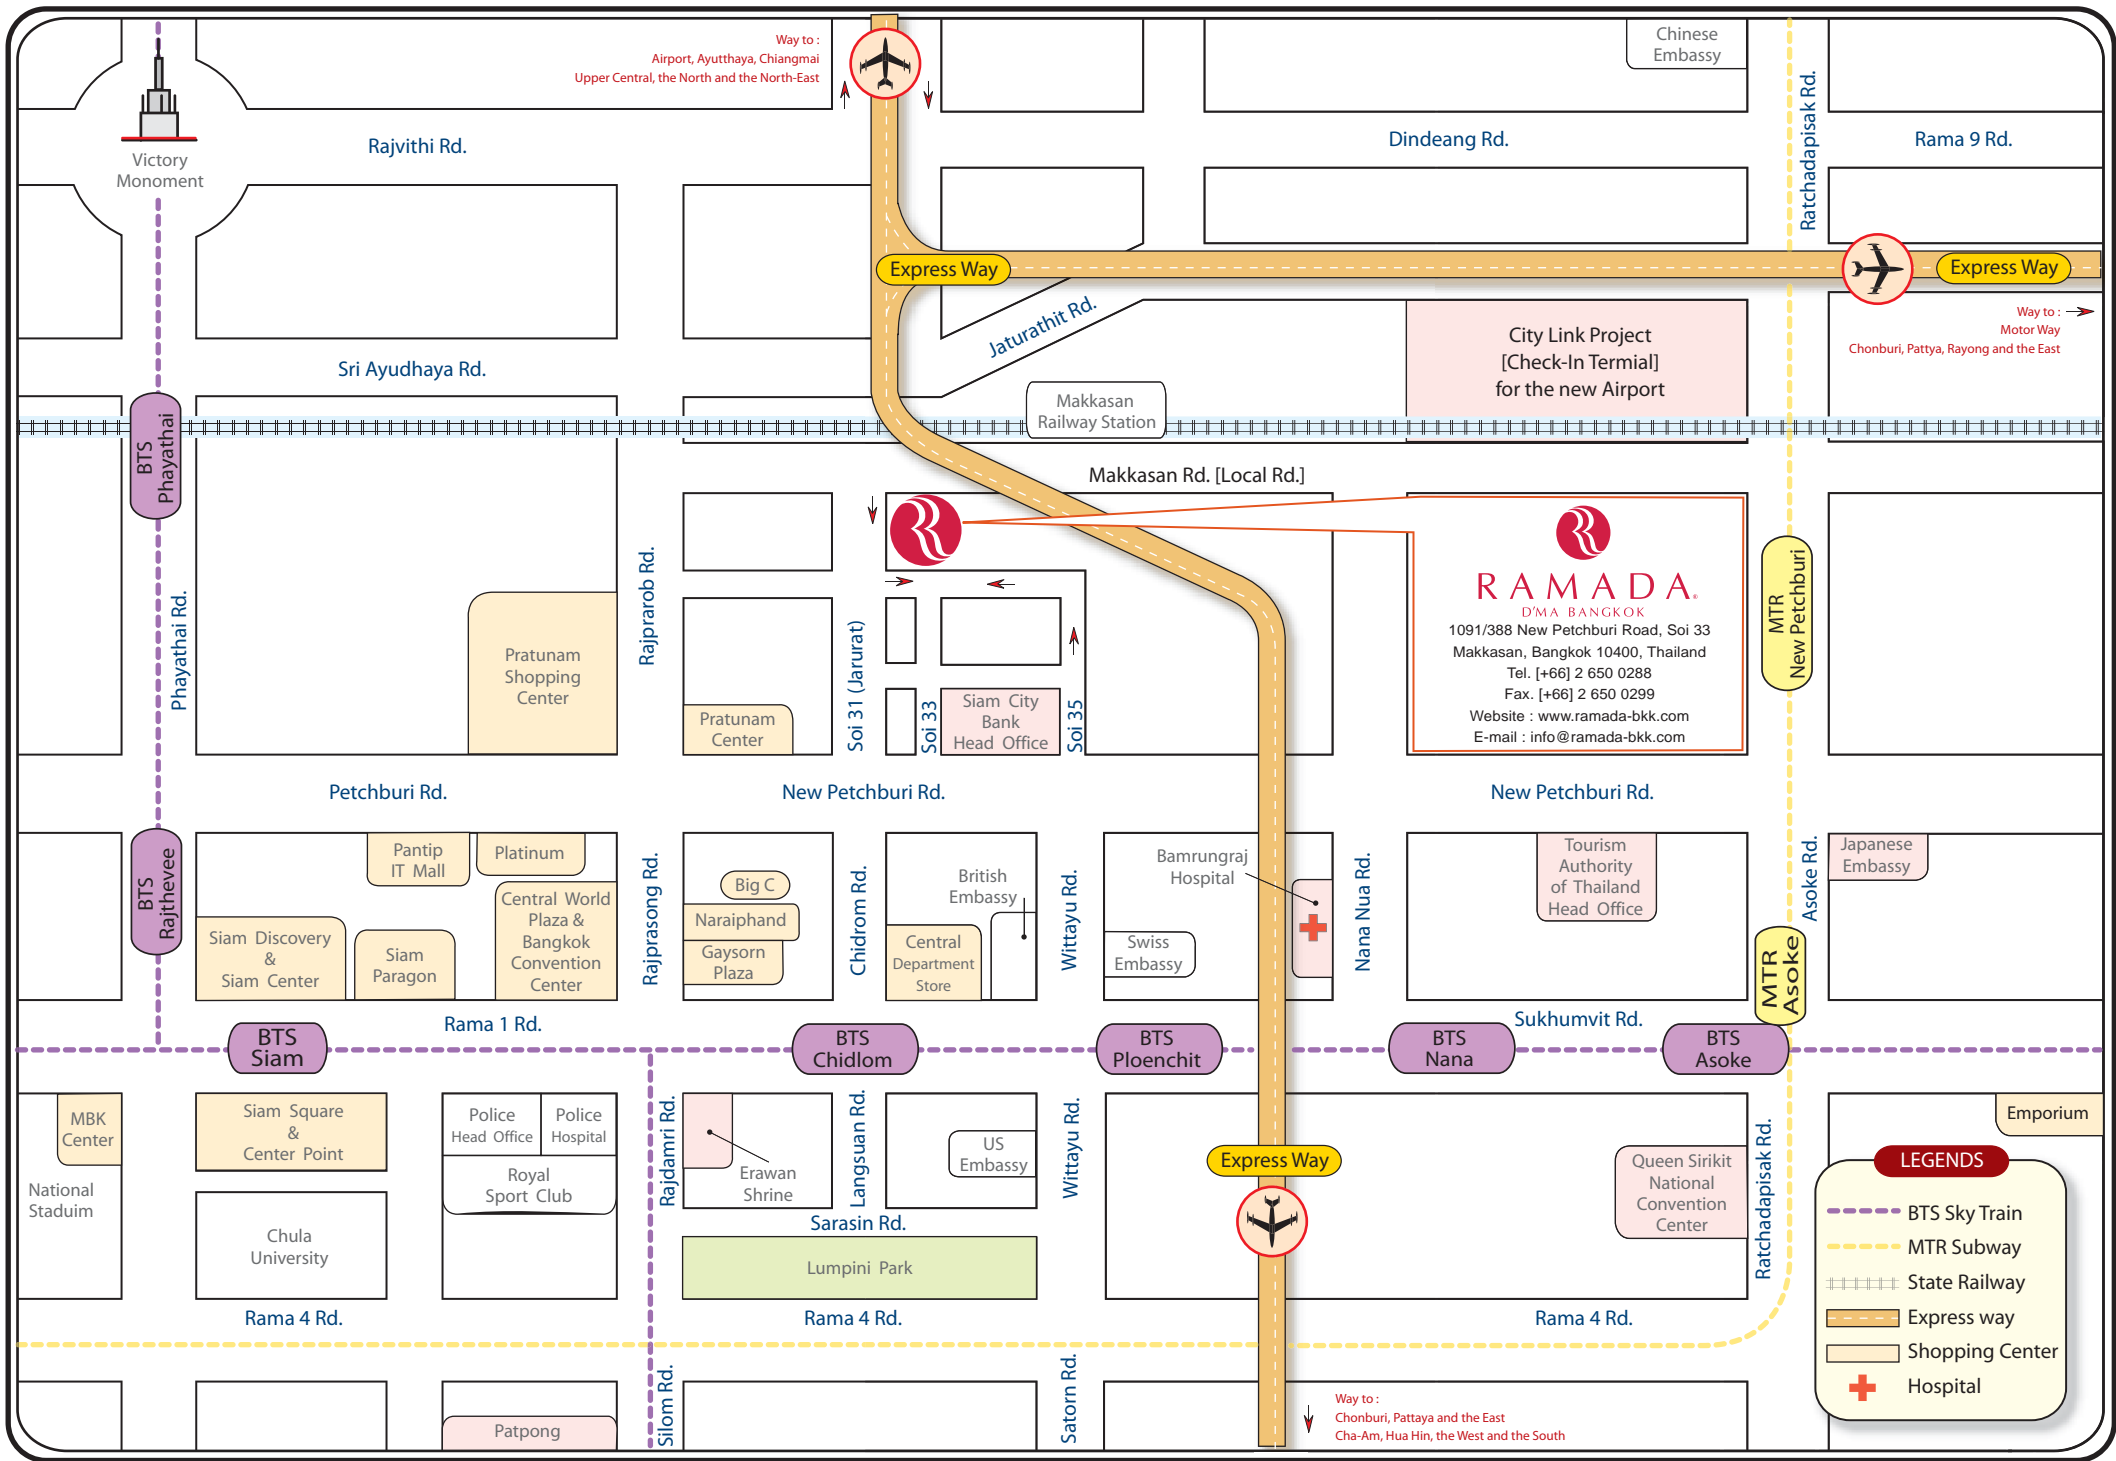 Way to :
Airport, Ayutthaya, Chiangmai
Upper Central, the North and the North-East
Chinese
Embassy
Victory
Monoment
Rajvithi Rd.
Dindeang Rd.
Ratchadapisak Rd.
Rama 9 Rd.
Express Way
Express Way
Way to :
Motor Way
Chonburi, Pattya, Rayong and the East
Jaturathit Rd.
City Link Project
[Check-In Termial]
for the new Airport
Sri Ayudhaya Rd.
Makkasan
Railway Station
BTS
Phayathai
Makkasan Rd. [Local Rd.]
RAMADA®
D'MA BANGKOK
1091/388 New Petchburi Road, Soi 33
Makkasan, Bangkok 10400, Thailand
Tel. [+66] 2 650 0288
Fax. [+66] 2 650 0299
Website : www.ramada-bkk.com
E-mail : info@ramada-bkk.com
MTR
New Petchburi
Phayathai Rd.
Pratunam
Shopping
Center
Rajprarob Rd.
Pratunam
Center
Soi 31 (Jarurat)
Soi 33
Siam City
Bank
Head Office
Soi 35
Petchburi Rd.
New Petchburi Rd.
New Petchburi Rd.
BTS
Rajthevee
Pantip
IT Mall
Platinum
Central World
Plaza &
Bangkok
Convention
Center
Siam Discovery
&
Siam Center
Siam
Paragon
Rajprasong Rd.
Big C
Naraiphand
Gaysorn
Plaza
Chidrom Rd.
British
Embassy
Central
Department
Store
Wittayu Rd.
Bamrungraj
Hospital
Swiss
Embassy
Nana Nua Rd.
Tourism
Authority
of Thailand
Head Office
Asoke Rd.
Japanese
Embassy
MTR
Asoke
Rama 1 Rd.
Sukhumvit Rd.
BTS
Siam
BTS
Chidlom
BTS
Ploenchit
BTS
Nana
BTS
Asoke
MBK
Center
National
Staduim
Siam Square
&
Center Point
Chula
University
Police
Head Office
Police
Hospital
Royal
Sport Club
Rajdamri Rd.
Erawan
Shrine
Langsuan Rd.
US
Embassy
Wittayu Rd.
Sarasin Rd.
Lumpini Park
Express Way
Queen Sirikit
National
Convention
Center
Ratchadapisak Rd.
Emporium
LEGENDS
BTS Sky Train
MTR Subway
State Railway
Express way
Shopping Center
Hospital
Rama 4 Rd.
Rama 4 Rd.
Rama 4 Rd.
Patpong
Silom Rd.
Satorn Rd.
Way to :
Chonburi, Pattaya and the East
Cha-Am, Hua Hin, the West and the South